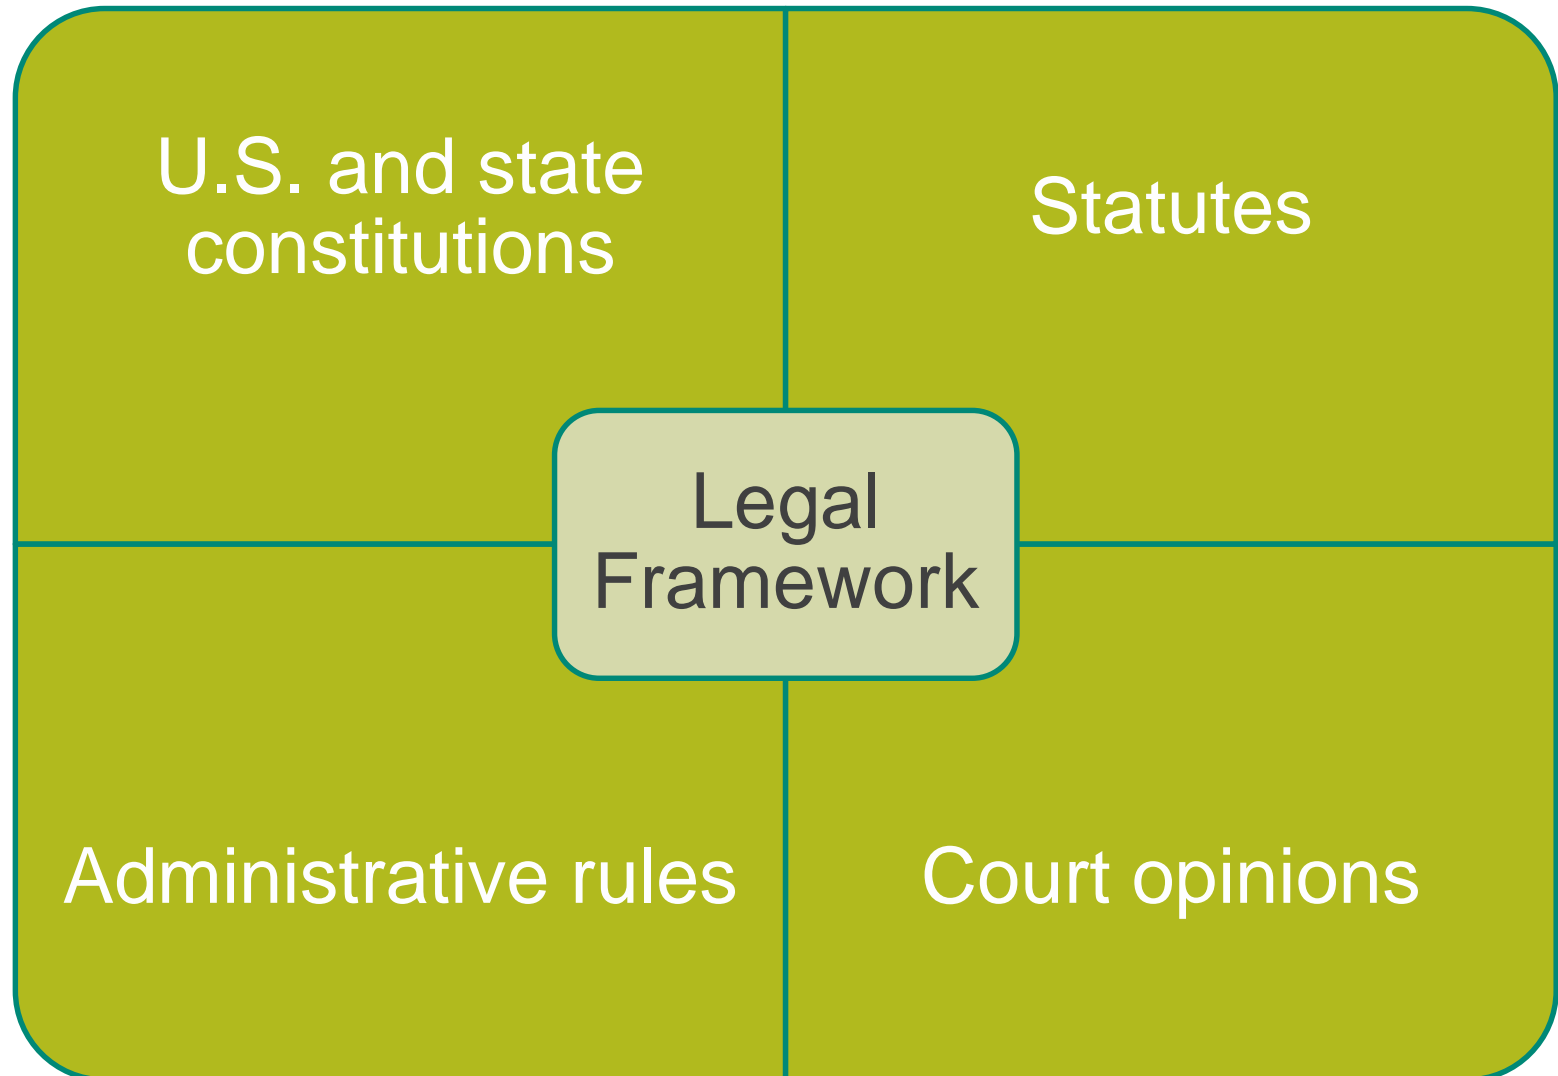 U.S. and state
constitutions
Statutes
Legal
Framework
Administrative rules
Court opinions